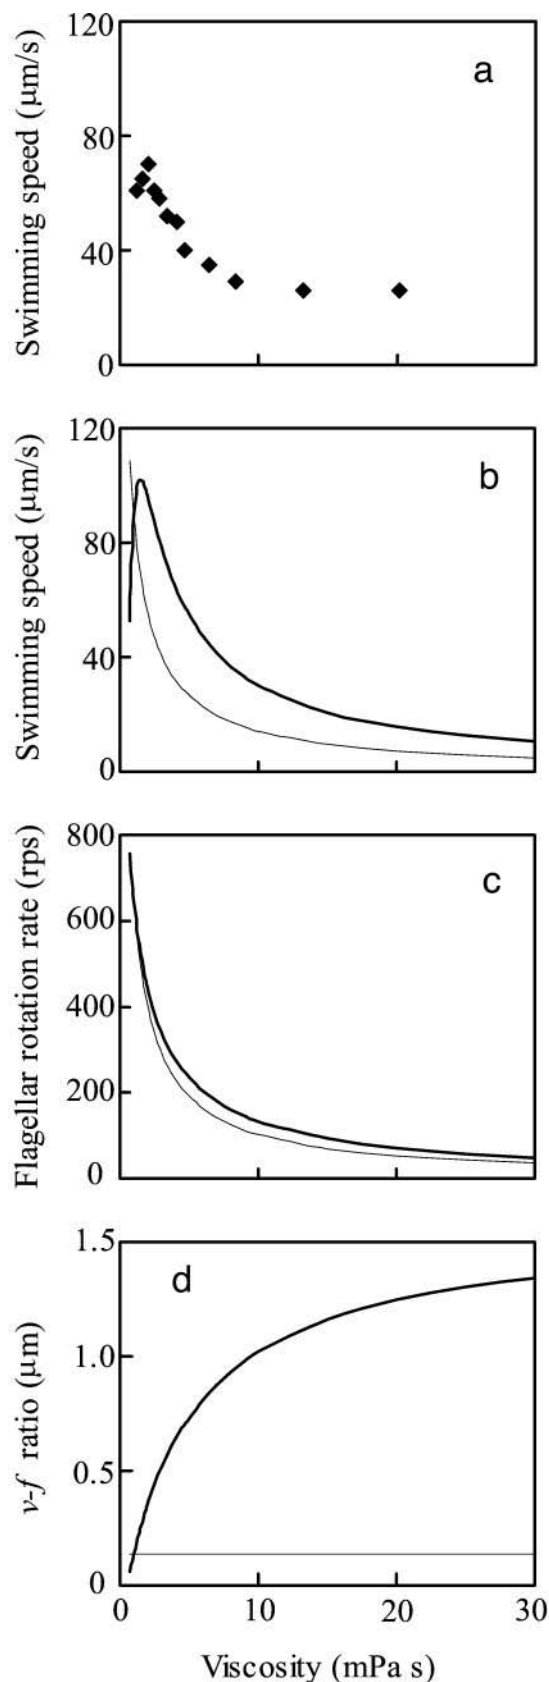 120
80
40
0
Swimming speed (μm/s)
a
120
80
40
0
Swimming speed (μm/s)
b
800
600
400
200
0
Flagellar rotation rate (rps)
c
1.5
1.0
0.5
0
v-f ratio (μm)
d
0 10 20 30
Viscosity (mPa s)